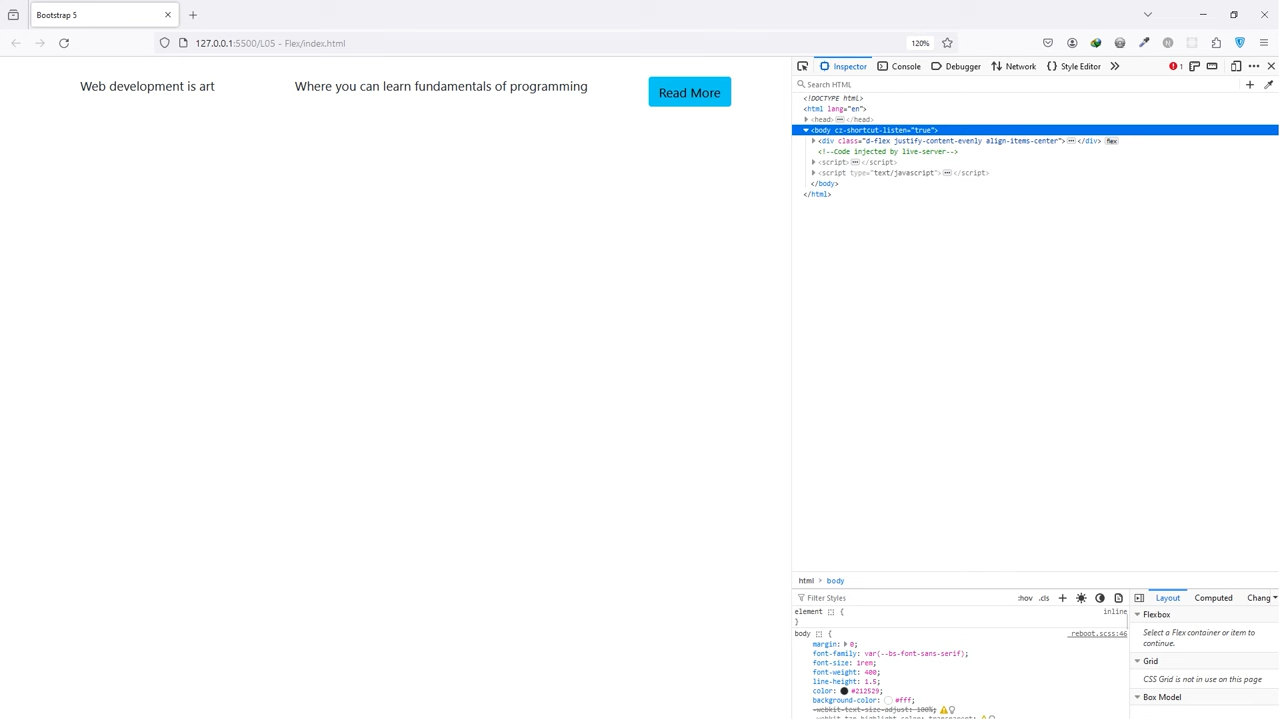 Bootstrap 5
127.0.0.1:5500/L05 - Flex/index.html
120%
Web development is art
Where you can learn fundamentals of programming
Read More
Inspector
Console
Debugger
Network
Style Editor
1
Search HTML
<!DOCTYPE html>
<html lang="en">
<head> </head>
<body cz-shortcut-listen="true">
<div class="d-flex justify-content-evenly align-items-center"> </div> flex
<!--Code injected by live-server-->
<script> </script>
<script type="text/javascript"> </script>
</body>
</html>
html > body
Filter Styles
:hov .cls
Layout
Computed
Chang
element { inline
}
body { _reboot.scss:46
margin: 0;
font-family: var(--bs-font-sans-serif);
font-size: 1rem;
font-weight: 400;
line-height: 1.5;
color: #212529;
background-color: #fff;
-webkit-text-size-adjust: 100%;
-webkit-tap-highlight-color: transparent;
Flexbox
Select a Flex container or item to
continue.
Grid
CSS Grid is not in use on this page
Box Model